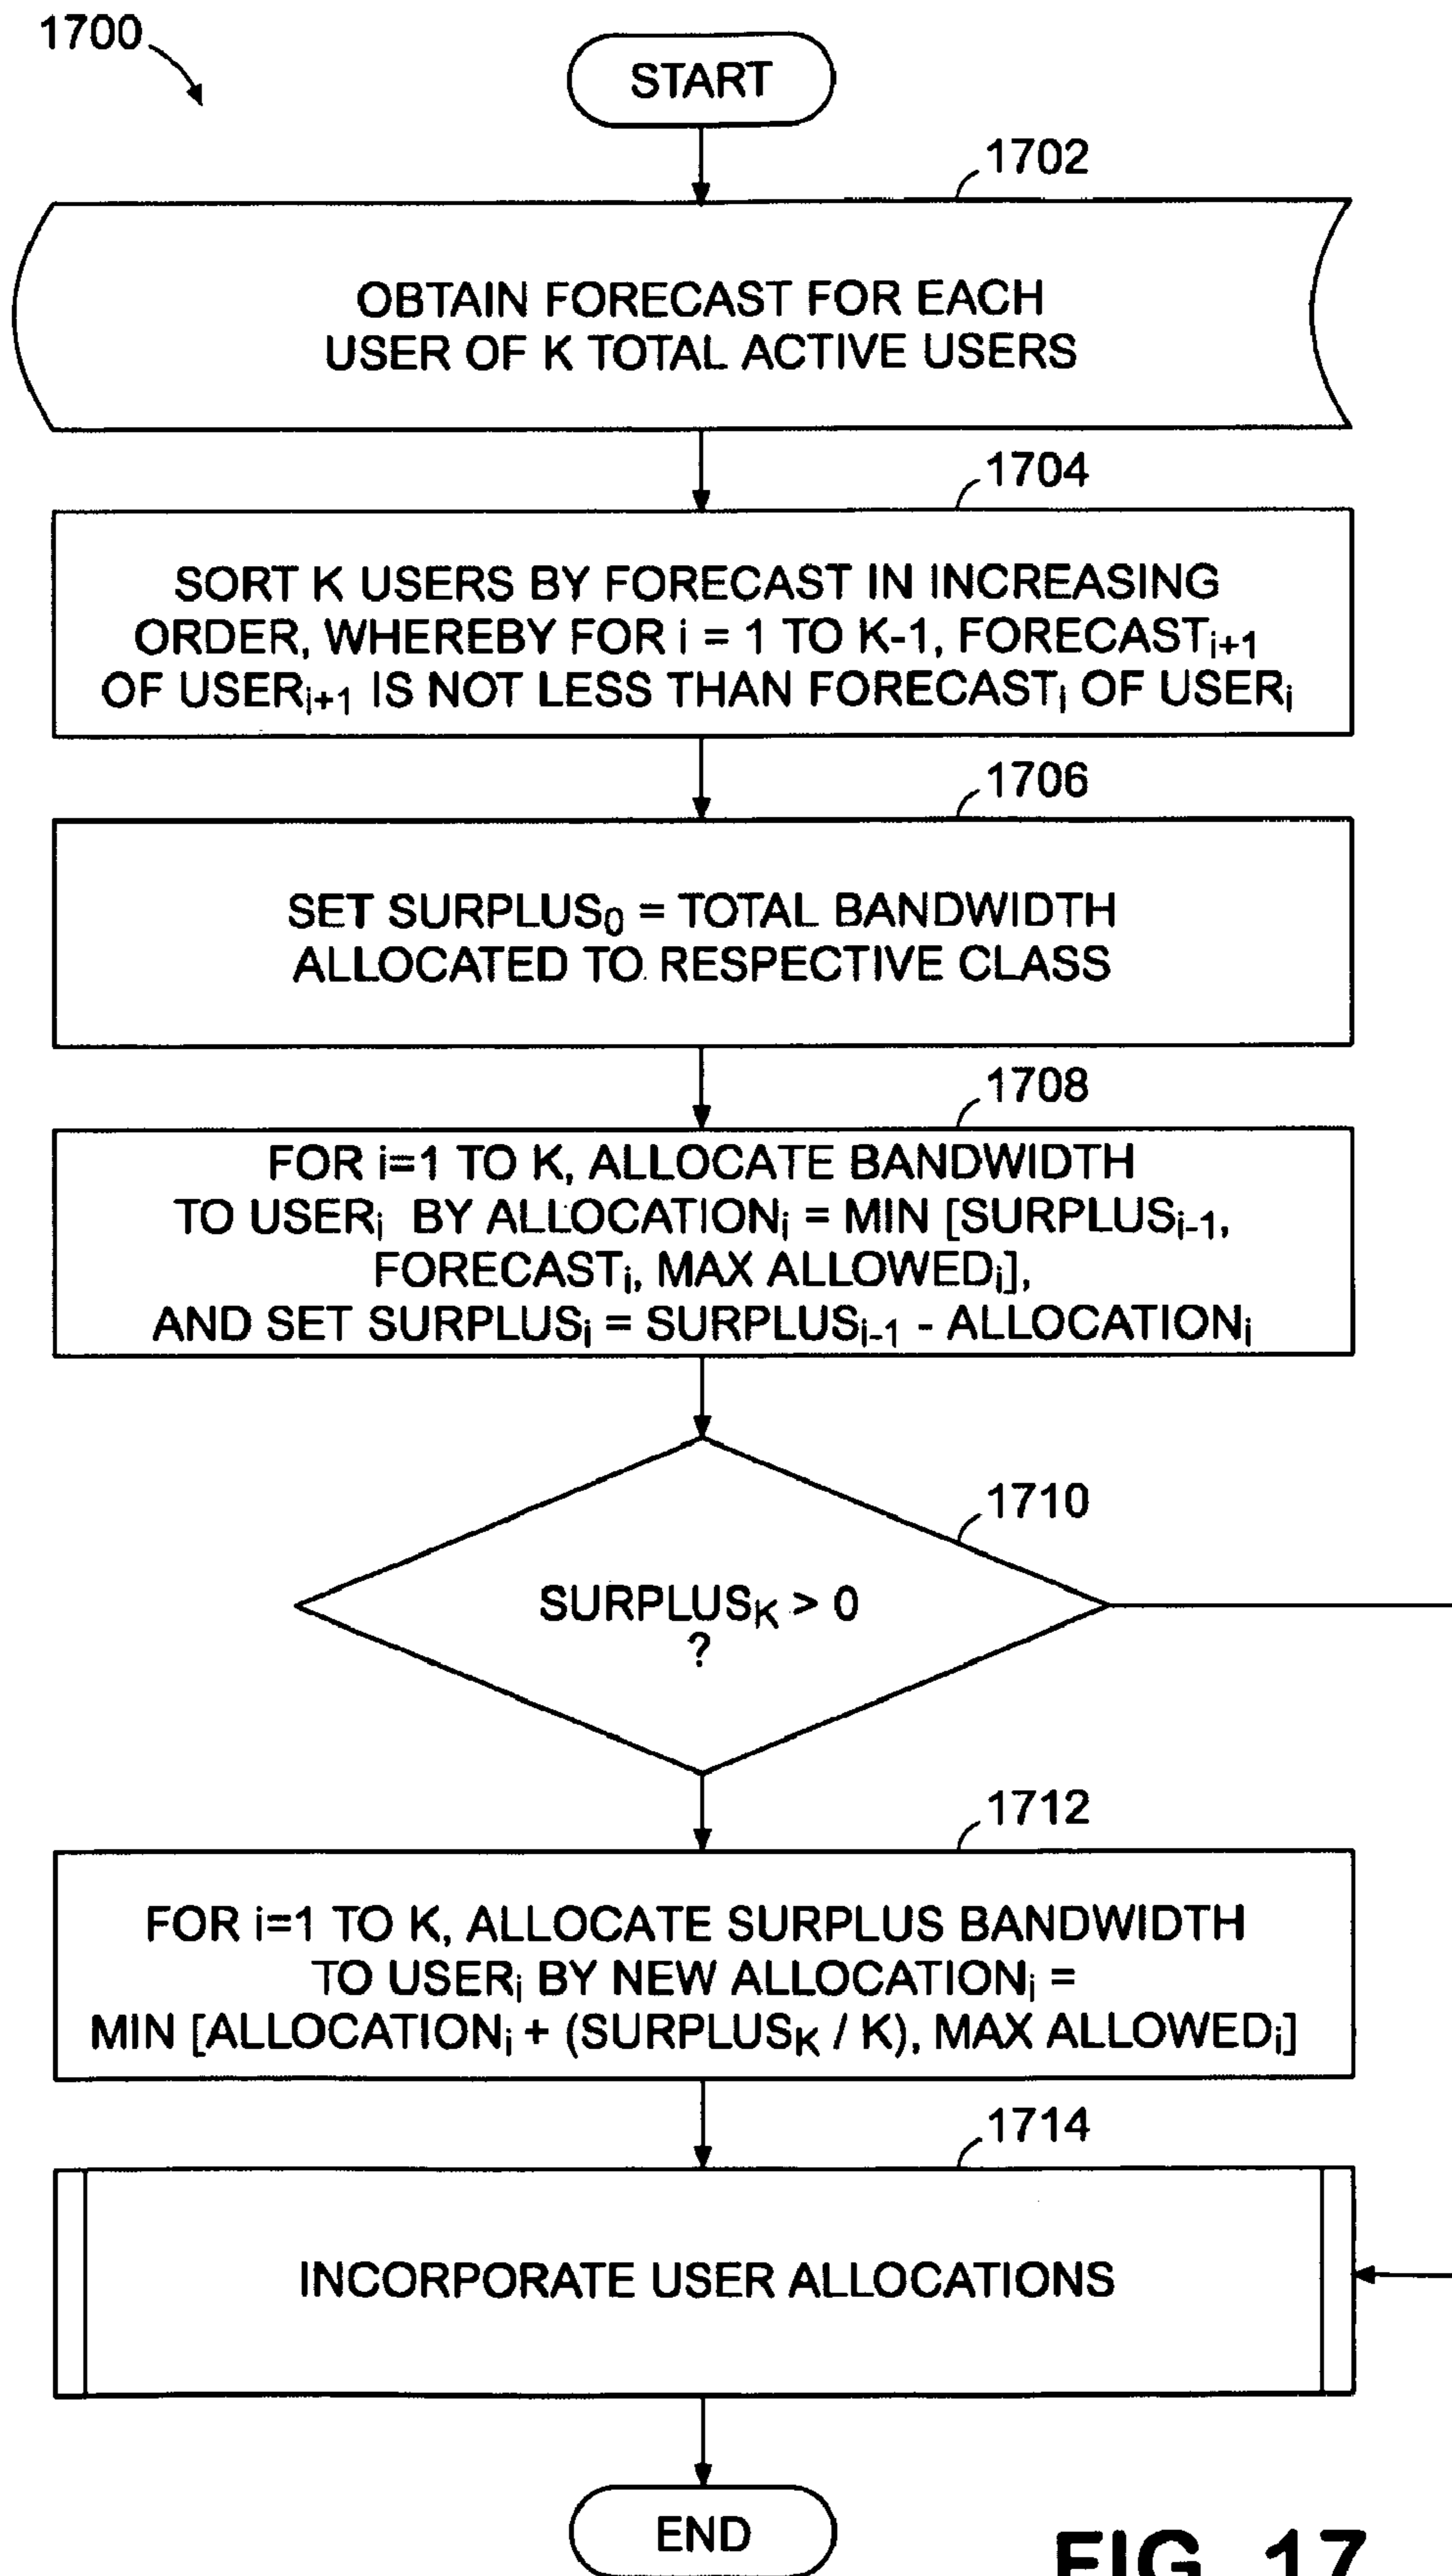 1700
START
1702
OBTAIN FORECAST FOR EACH
USER OF K TOTAL ACTIVE USERS
1704
SORT K USERS BY FORECAST IN INCREASING
ORDER, WHEREBY FOR i = 1 TO K-1, FORECASTi+1
OF USERi+1 IS NOT LESS THAN FORECASTi OF USERi
1706
SET SURPLUS0 = TOTAL BANDWIDTH
ALLOCATED TO RESPECTIVE CLASS
1708
FOR i=1 TO K, ALLOCATE BANDWIDTH
TO USERi BY ALLOCATIONi = MIN [SURPLUSi-1,
FORECASTi, MAX ALLOWEDi],
AND SET SURPLUSi = SURPLUSi-1 - ALLOCATIONi
1710
SURPLUSK > 0
?
1712
FOR i=1 TO K, ALLOCATE SURPLUS BANDWIDTH
TO USERi BY NEW ALLOCATIONi =
MIN [ALLOCATIONi + (SURPLUSK / K), MAX ALLOWEDi]
1714
INCORPORATE USER ALLOCATIONS
END
FIG. 17